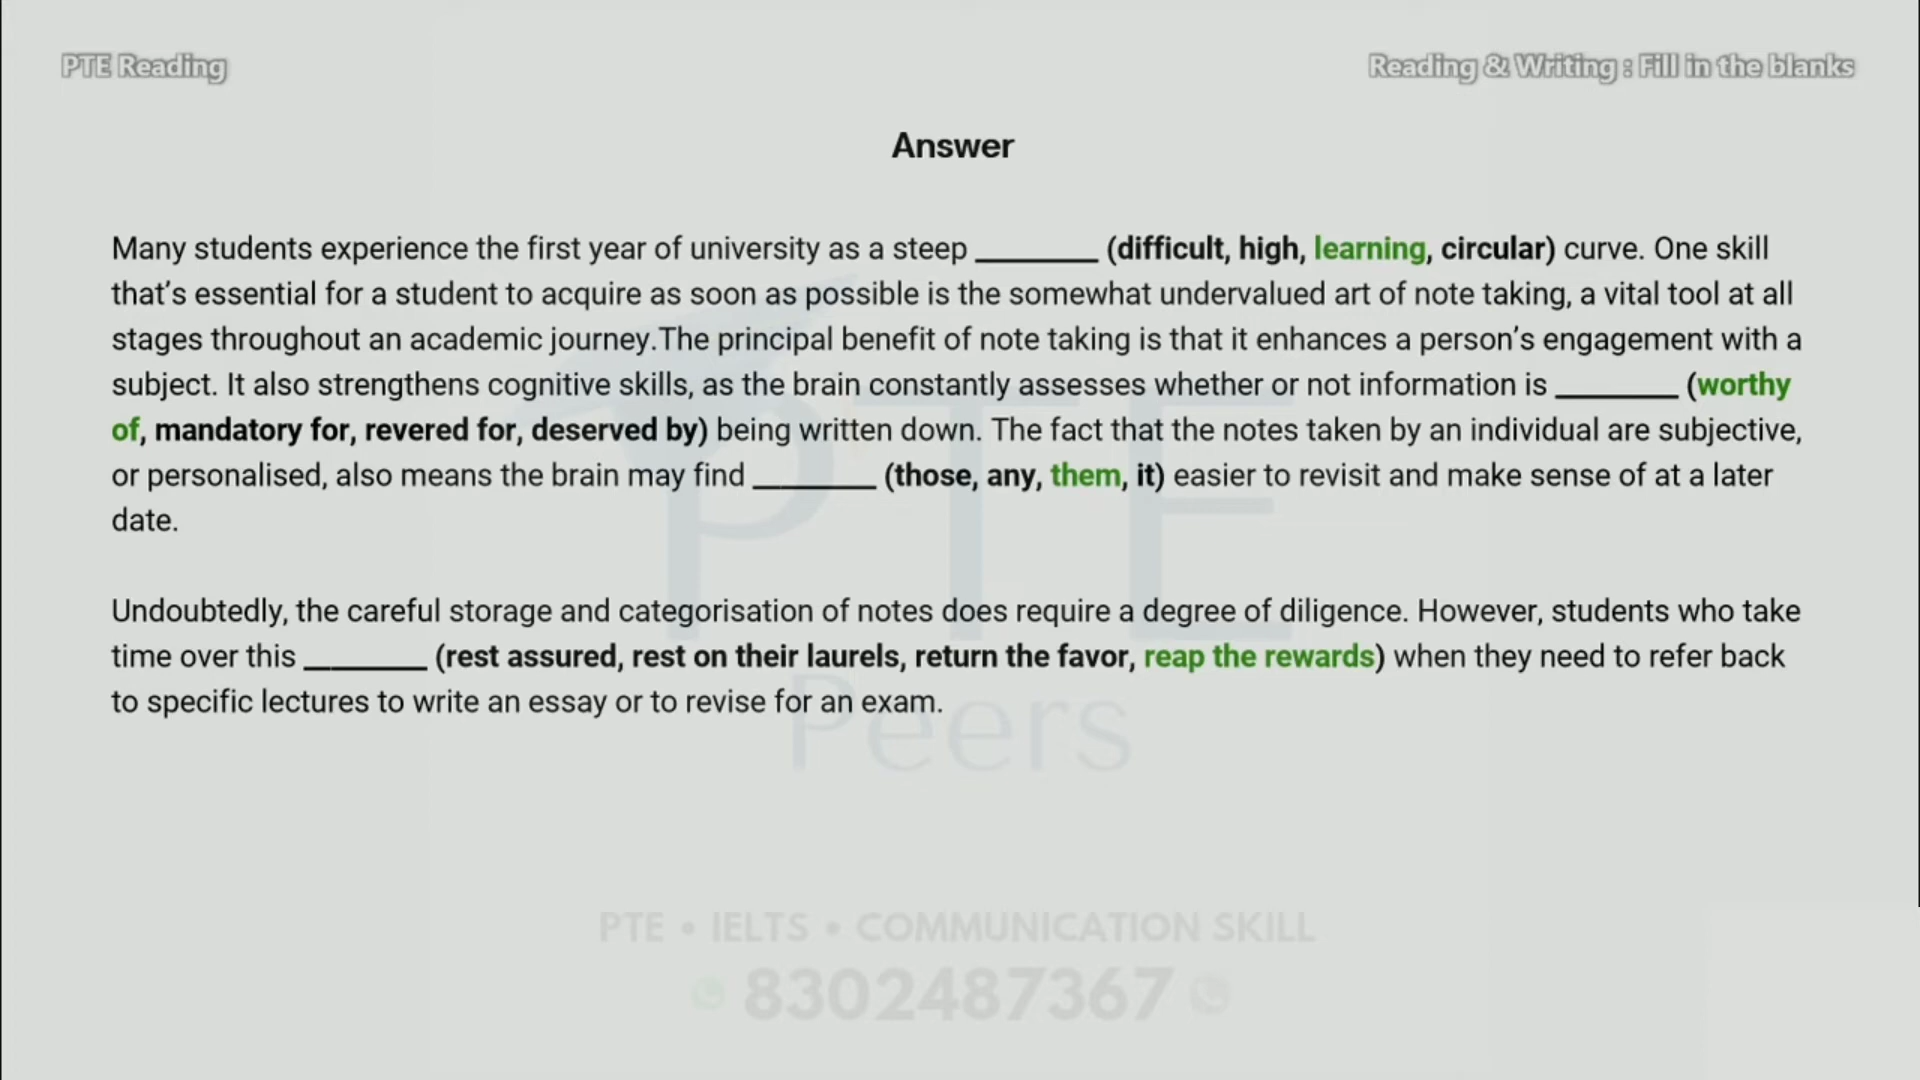 PTE Reading
Reading & Writing : Fill in the blanks
Answer
Many students experience the first year of university as a steep ________ (difficult, high, learning, circular) curve. One skill
that’s essential for a student to acquire as soon as possible is the somewhat undervalued art of note taking, a vital tool at all
stages throughout an academic journey.The principal benefit of note taking is that it enhances a person’s engagement with a
subject. It also strengthens cognitive skills, as the brain constantly assesses whether or not information is ________ (worthy
of, mandatory for, revered for, deserved by) being written down. The fact that the notes taken by an individual are subjective,
or personalised, also means the brain may find ________ (those, any, them, it) easier to revisit and make sense of at a later
date.
Undoubtedly, the careful storage and categorisation of notes does require a degree of diligence. However, students who take
time over this ________ (rest assured, rest on their laurels, return the favor, reap the rewards) when they need to refer back
to specific lectures to write an essay or to revise for an exam.
PTE
Peers
PTE • IELTS • COMMUNICATION SKILL
8302487367